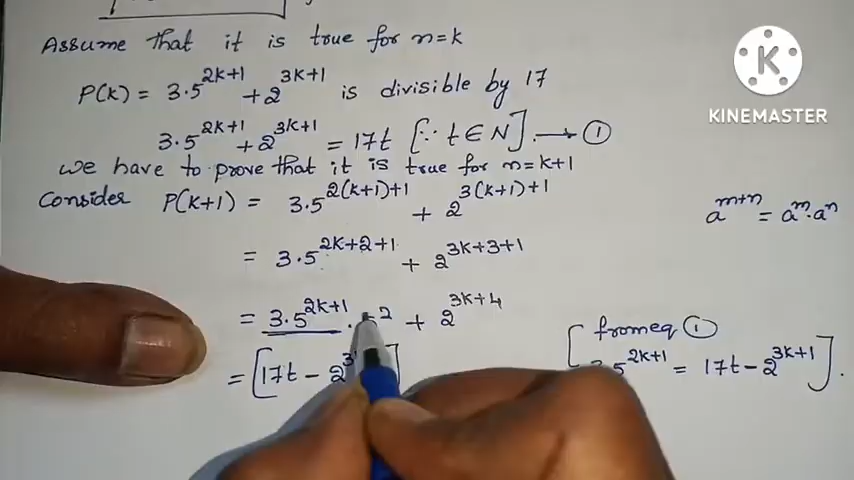 Assume that it is true for n=k
P(k) = 3·5^{2k+1} + 2^{3k+1} is divisible by 17
3·5^{2k+1} + 2^{3k+1} = 17t [∵ t ∈ N]. → ①
we have to prove that it is true for n=k+1
Consider P(k+1) = 3·5^{2(k+1)+1} + 2^{3(k+1)+1}
a^{m+n} = a^m·a^n
= 3·5^{2k+2+1} + 2^{3k+3+1}
= 3·5^{2k+1} · 2 + 2^{3k+4}
= [17t - 2^{3 ]
[from eq ①
5^{2k+1} = 17t - 2^{3k+1}].
K
KINEMASTER